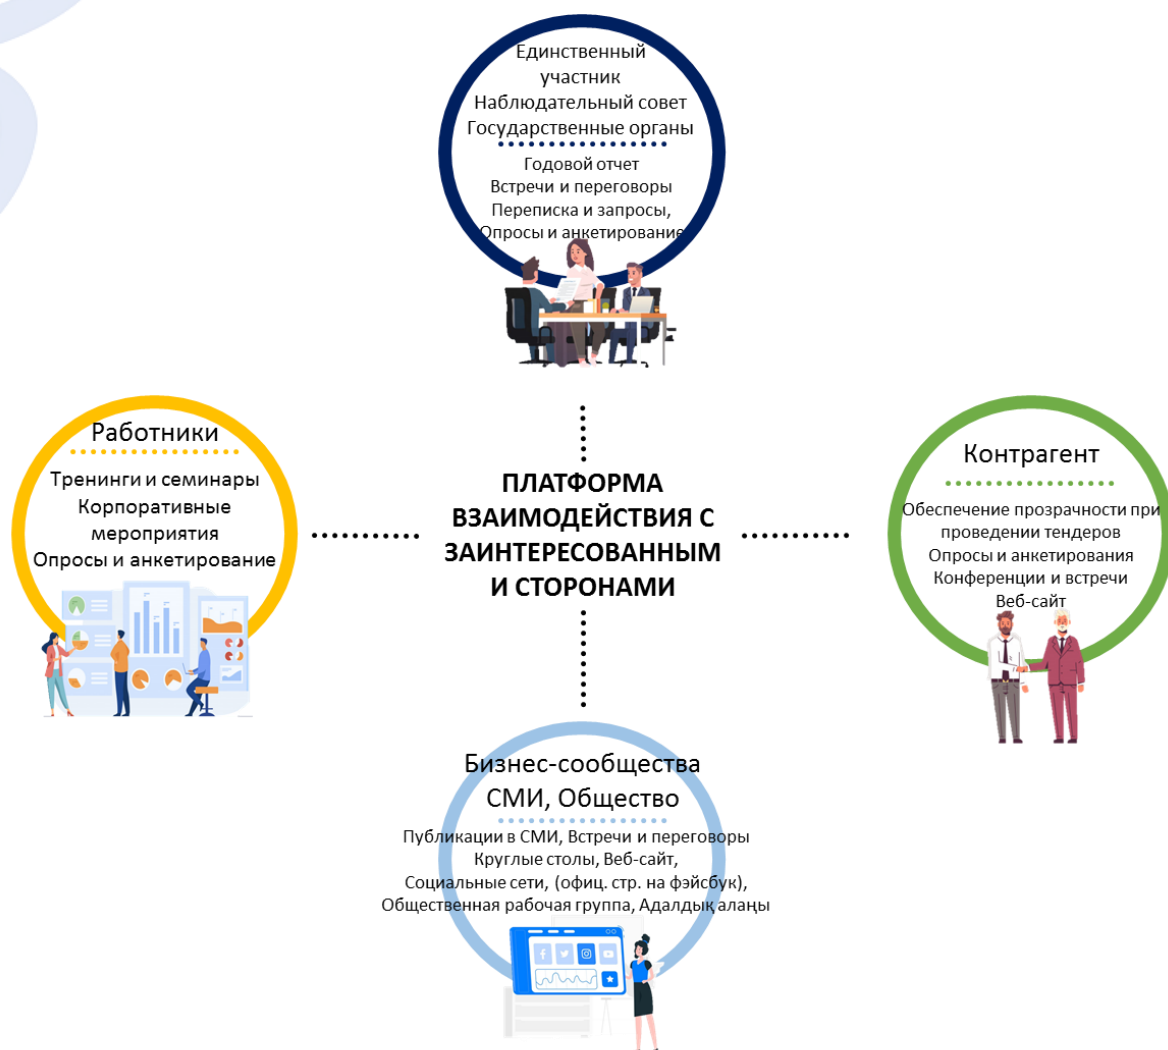 Единственный
участник
Наблюдательный совет
Государственные органы
Годовой отчет
Встречи и переговоры
Переписка и запросы,
Опросы и анкетирование
Работники
Тренинги и семинары
Корпоративные
мероприятия
Опросы и анкетирование
ПЛАТФОРМА
ВЗАИМОДЕЙСТВИЯ С
ЗАИНТЕРЕСОВАННЫМ
И СТОРОНАМИ
Контрагент
Обеспечение прозрачности при
проведении тендеров
Опросы и анкетирования
Конференции и встречи
Веб-сайт
Бизнес-сообщества
СМИ, Общество
Публикации в СМИ, Встречи и переговоры
Круглые столы, Веб-сайт,
Социальные сети, (офиц. стр. на фэйсбук),
Общественная рабочая группа, Адалдық алаңы